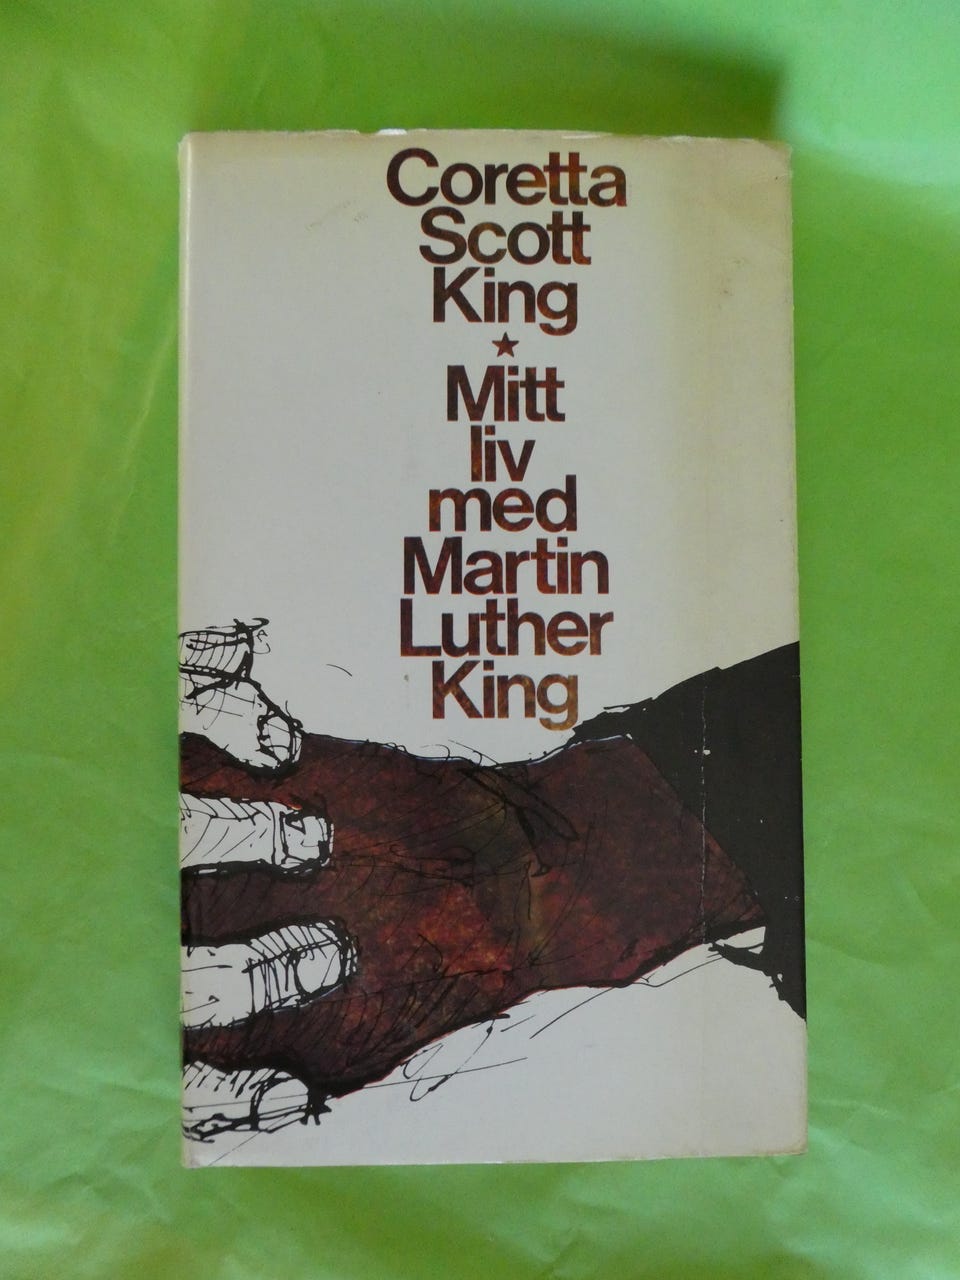 Coretta
Scott
King
★
Mitt
liv
med
Martin
Luther
King